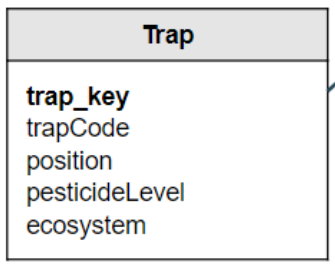 Trap
trap_key
trapCode
position
pesticideLevel
ecosystem